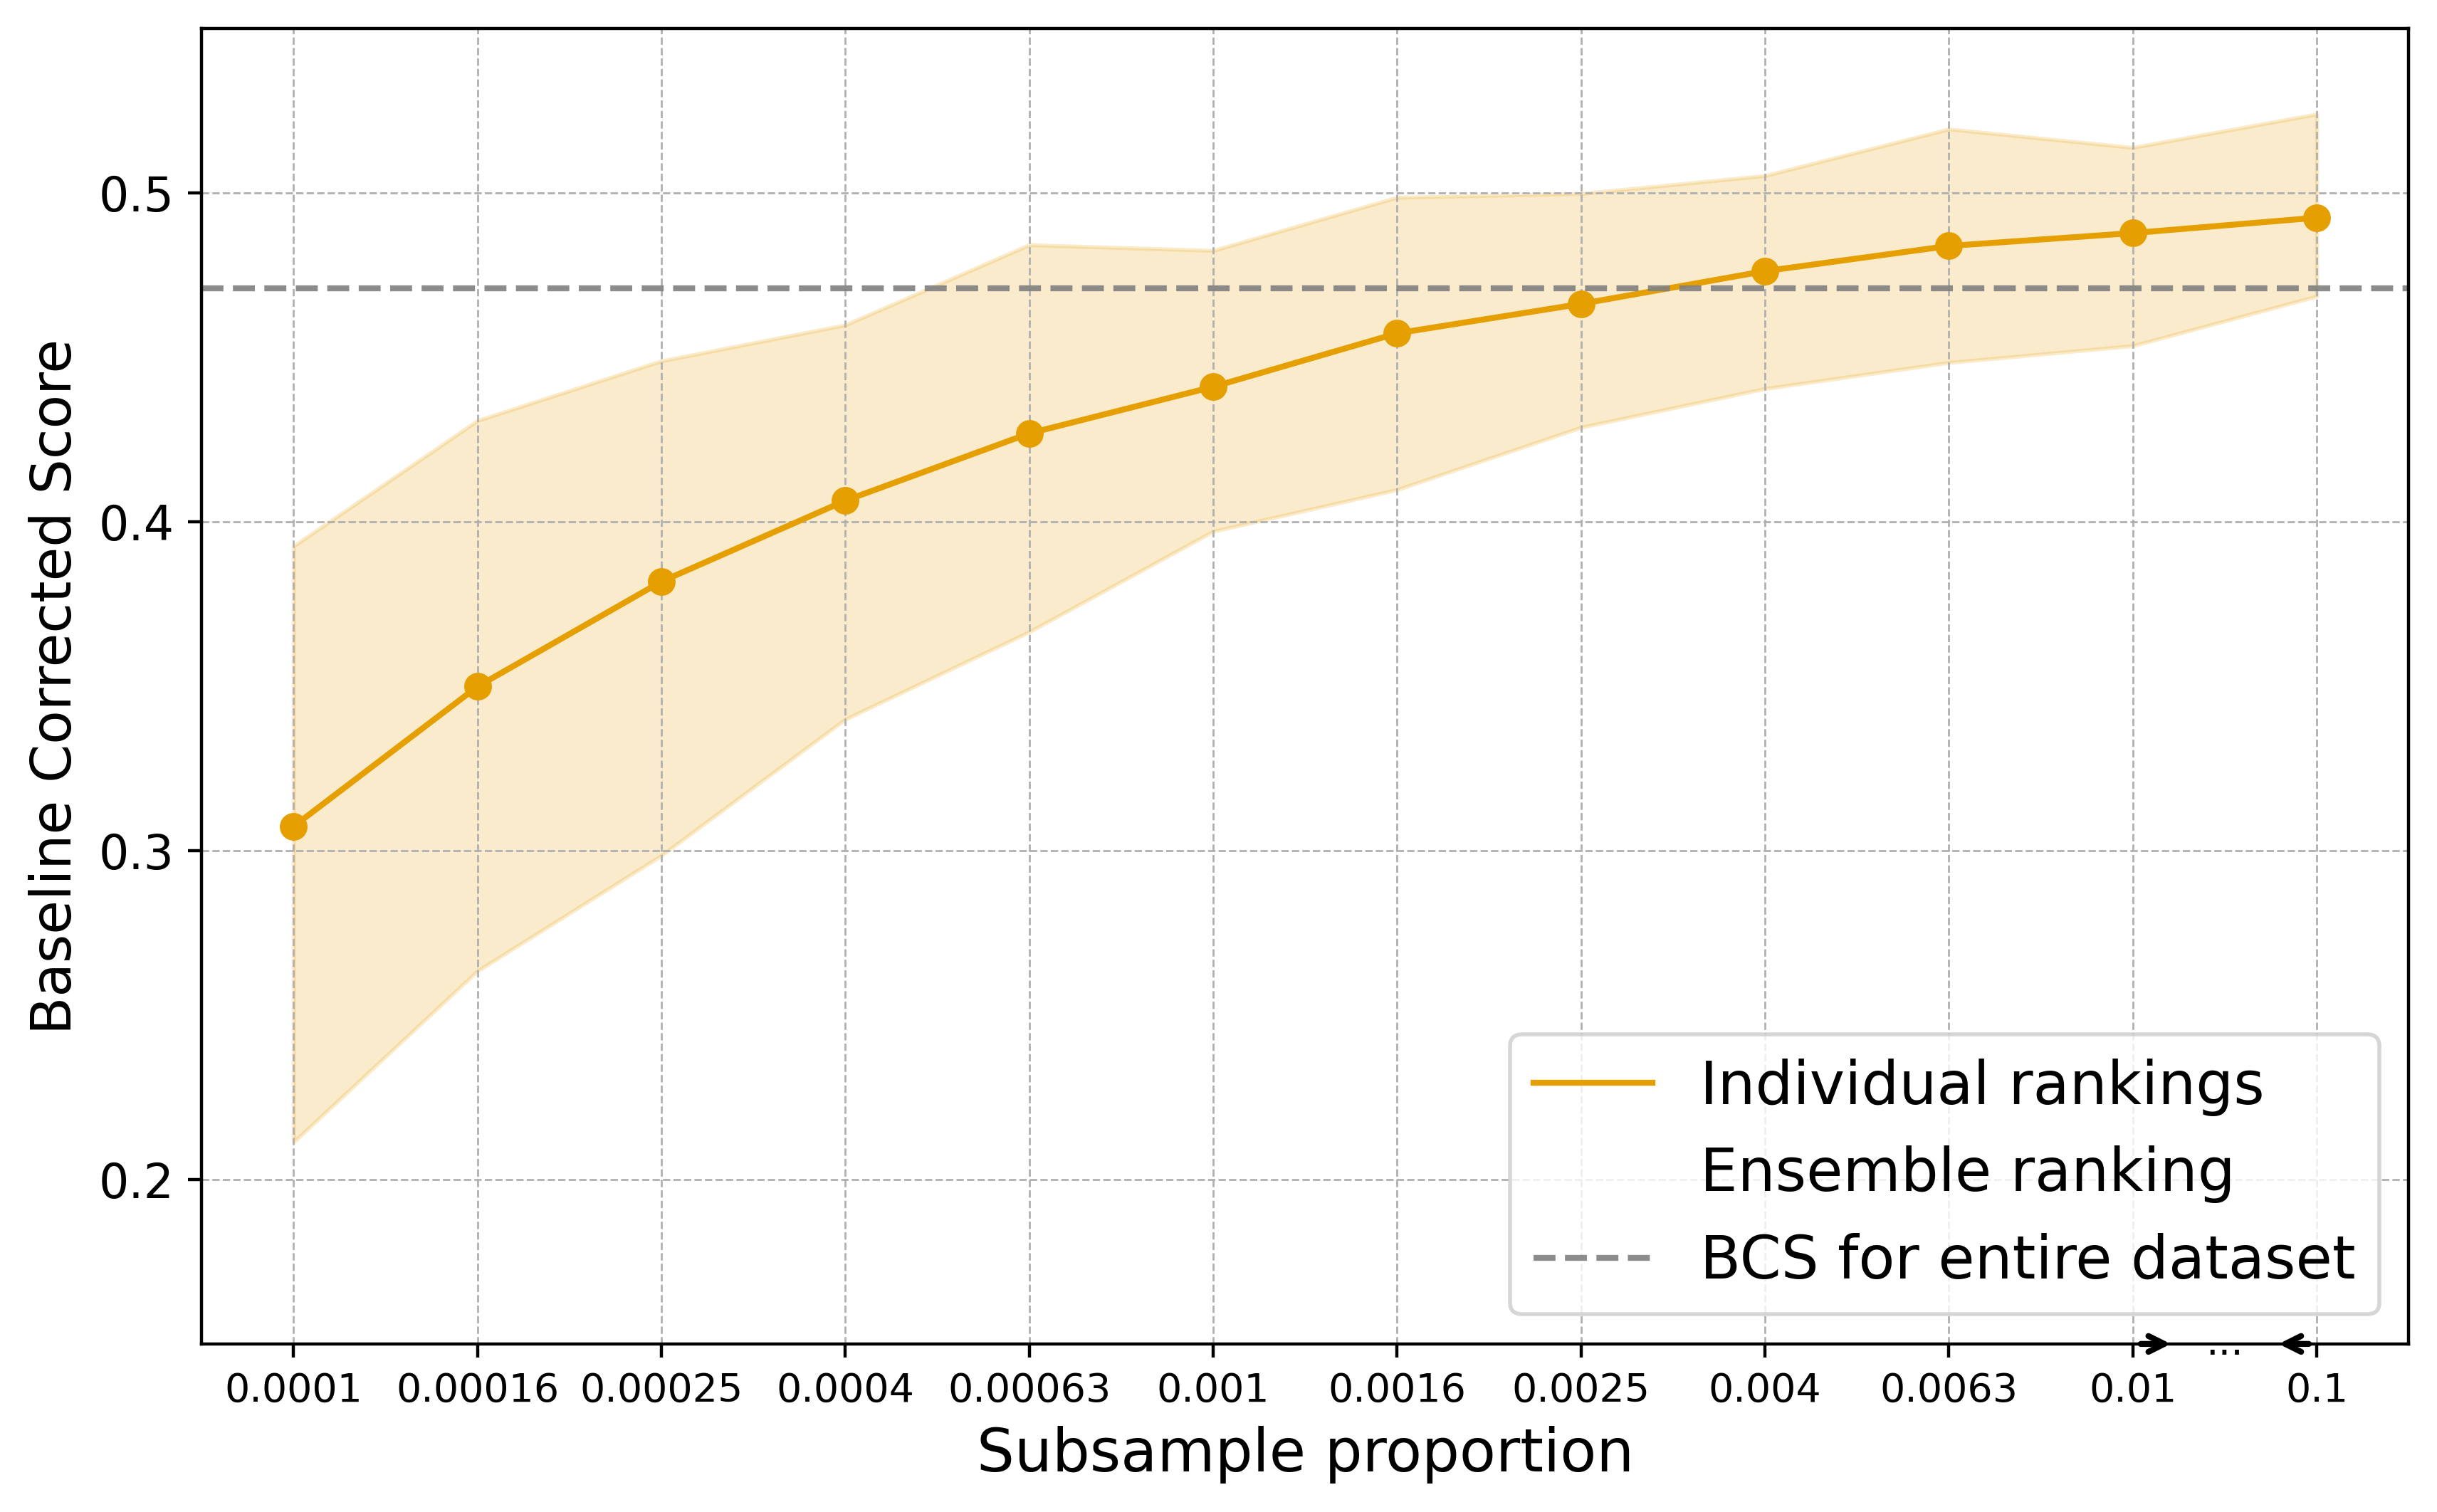 0.5
0.4
0.3
0.2
Baseline Corrected Score
Individual rankings
Ensemble ranking
BCS for entire dataset
...
0.0001 0.00016 0.00025 0.0004 0.00063 0.001 0.0016 0.0025 0.004 0.0063 0.01 0.1
Subsample proportion